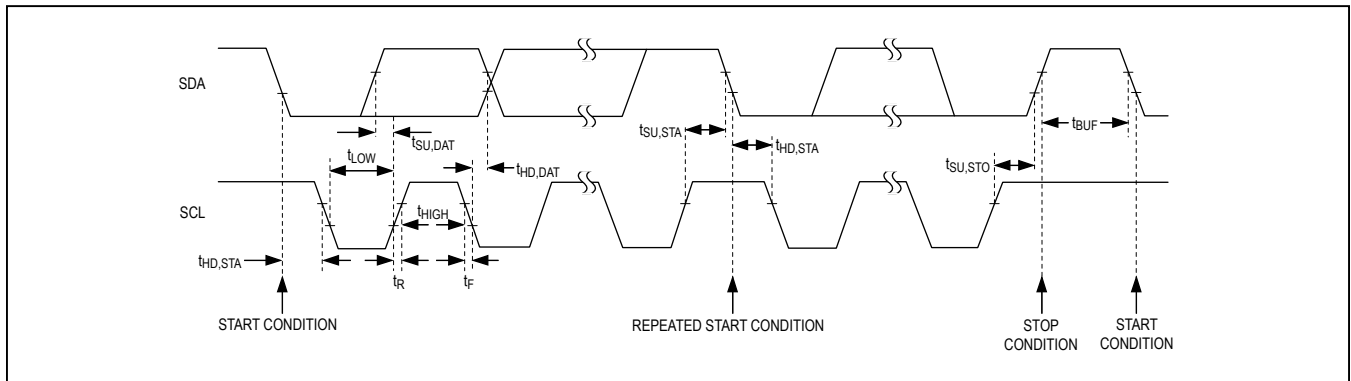 SDA
tSU,STA
tBUF
tSU,DAT
tHD,STA
tLOW
tHD,DAT
tSU,STO
SCL
tHIGH
tHD,STA
tR
tF
START CONDITION
REPEATED START CONDITION
STOP
CONDITION
START
CONDITION